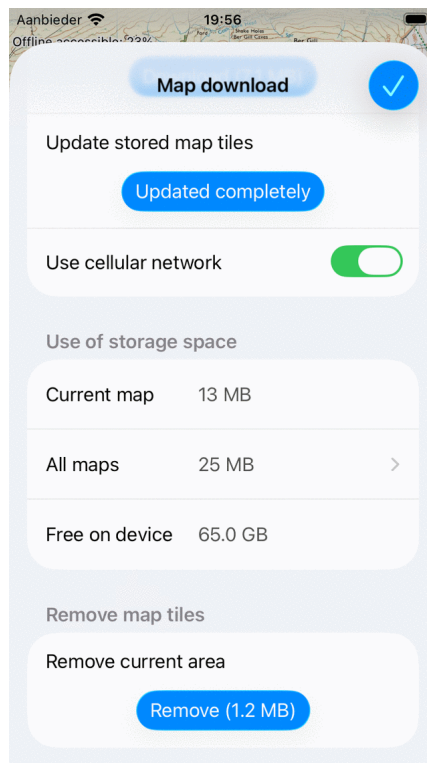 Aanbieder 19:56
Offline accessible: 23%
Map download
Update stored map tiles
Updated completely
Use cellular network
Use of storage space
Current map 13 MB
All maps 25 MB
Free on device 65.0 GB
Remove map tiles
Remove current area
Remove (1.2 MB)